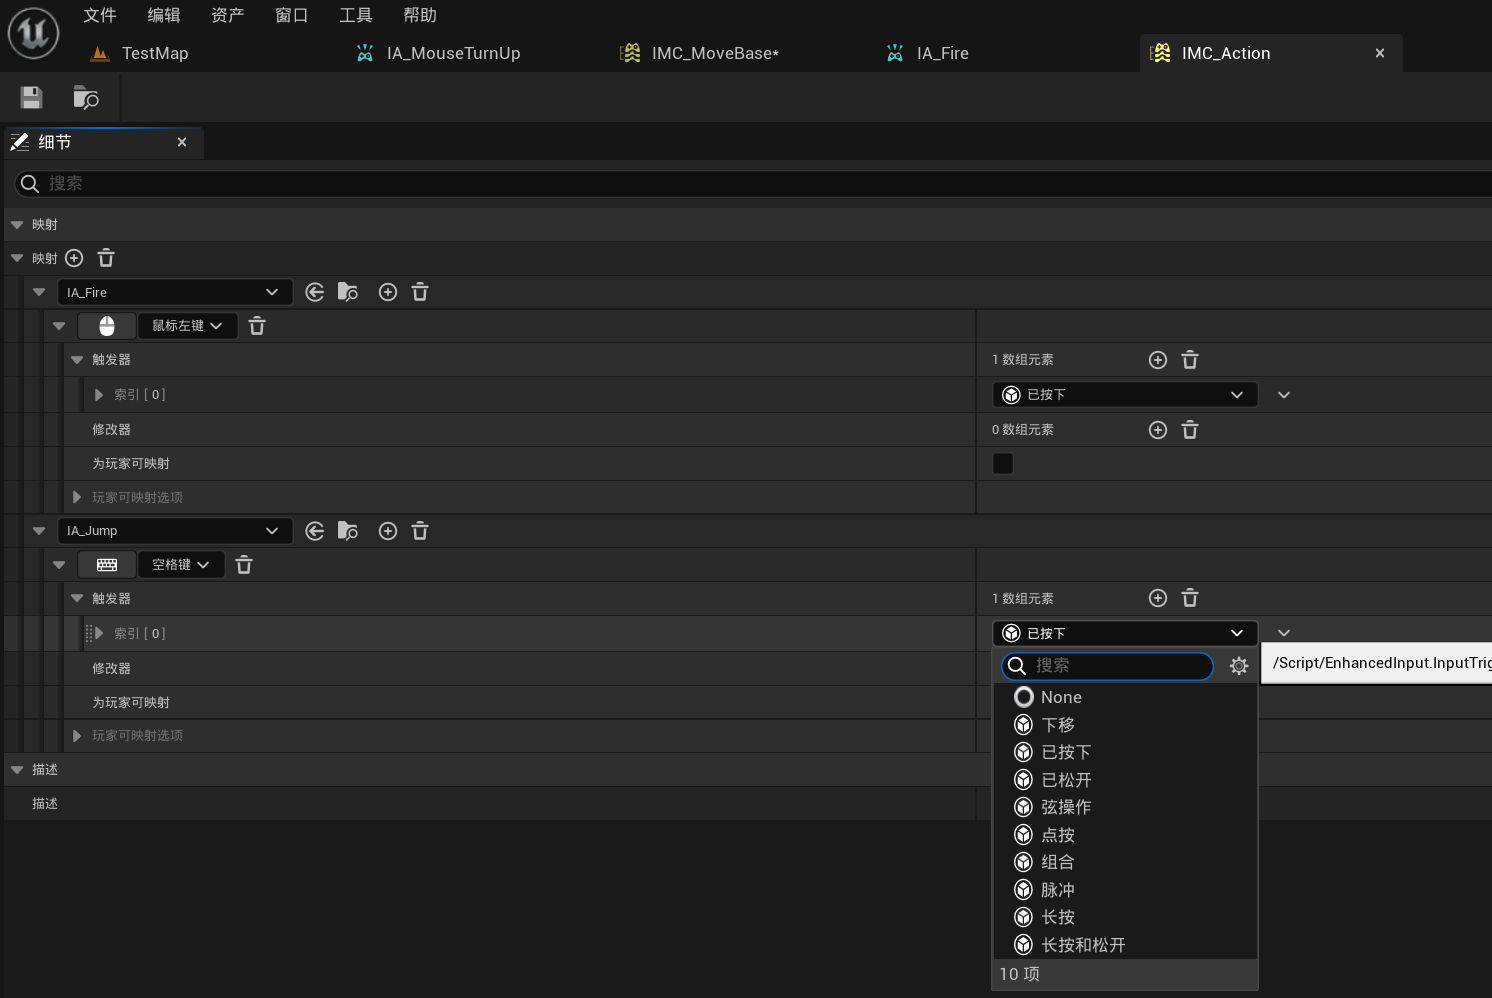 文件 编辑 资产 窗口 工具 帮助
TestMap IA_MouseTurnUp IMC_MoveBase* IA_Fire IMC_Action
细节
搜索
映射
映射
IA_Fire
鼠标左键
触发器 1 数组元素
索引 [ 0 ] 已按下
修改器 0 数组元素
为玩家可映射
玩家可映射选项
IA_Jump
空格键
触发器 1 数组元素
索引 [ 0 ] 已按下
修改器
为玩家可映射
玩家可映射选项
描述
描述
搜索
/Script/EnhancedInput.InputTrig
None
下移
已按下
已松开
弦操作
点按
组合
脉冲
长按
长按和松开
10 项